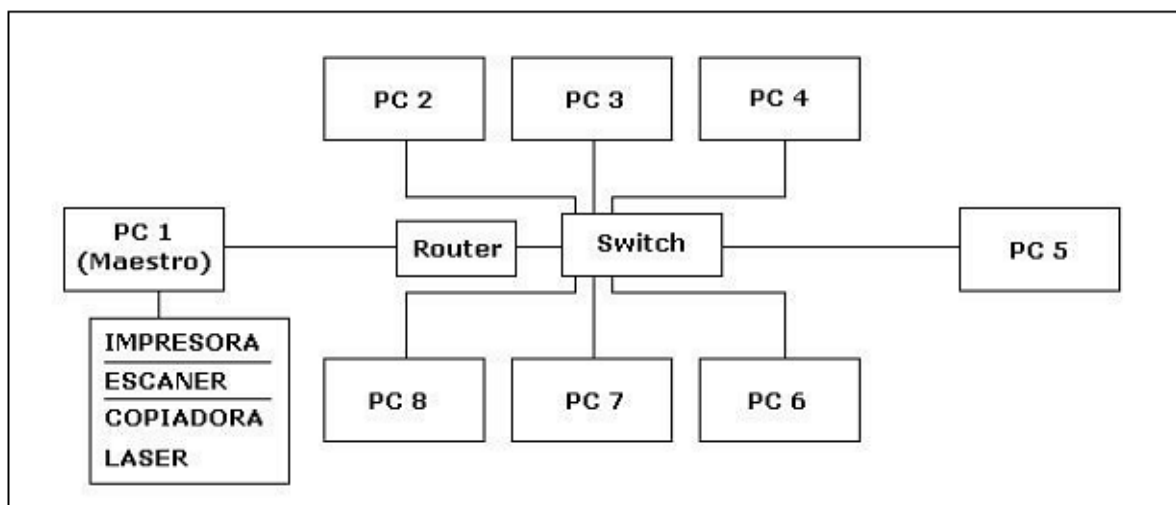 PC 2
PC 3
PC 4
PC 1
(Maestro)
Router
Switch
PC 5
IMPRESORA
ESCANER
COPIADORA
LASER
PC 8
PC 7
PC 6